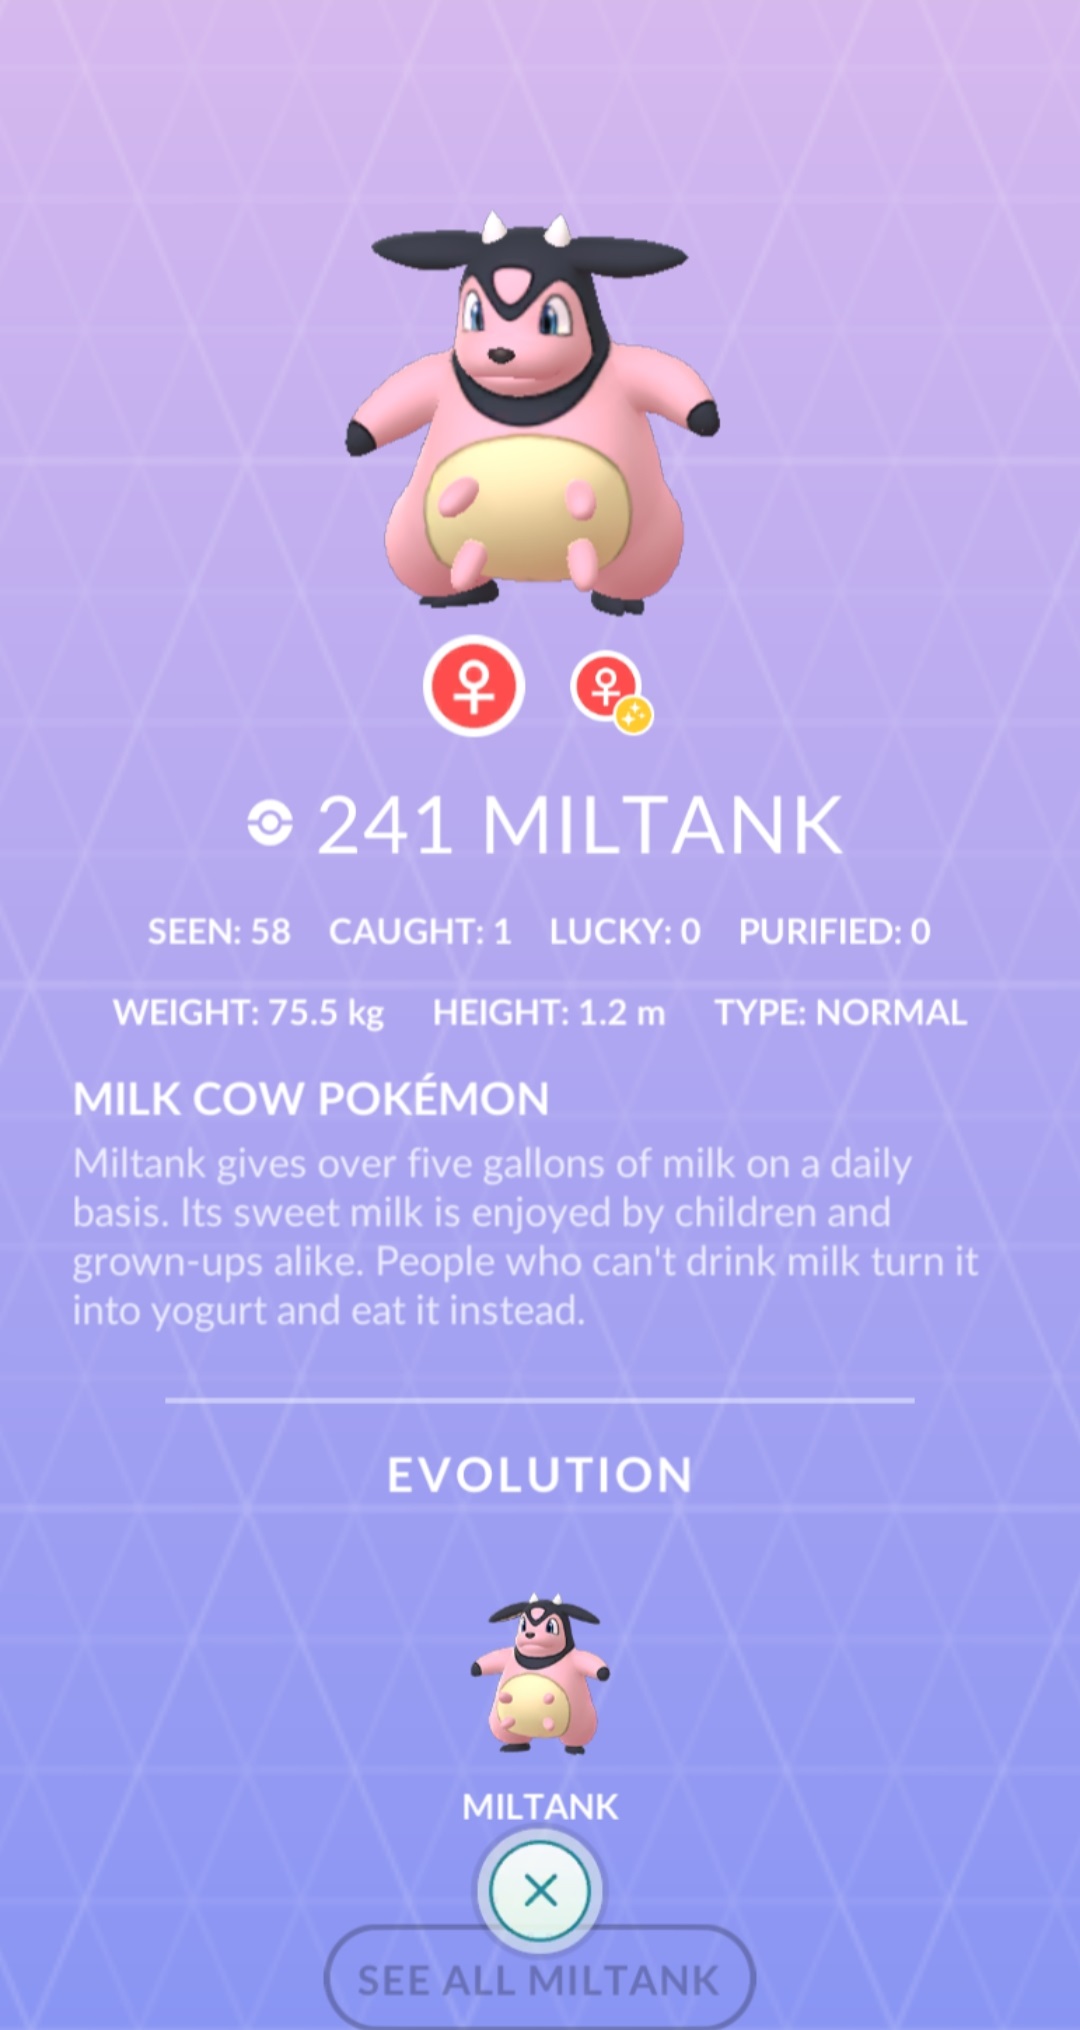 241 MILTANK
SEEN: 58 CAUGHT: 1 LUCKY: 0 PURIFIED: 0
WEIGHT: 75.5 kg HEIGHT: 1.2 m TYPE: NORMAL
MILK COW POKÉMON
Miltank gives over five gallons of milk on a daily
basis. Its sweet milk is enjoyed by children and
grown-ups alike. People who can't drink milk turn it
into yogurt and eat it instead.
EVOLUTION
MILTANK
SEE ALL MILTANK